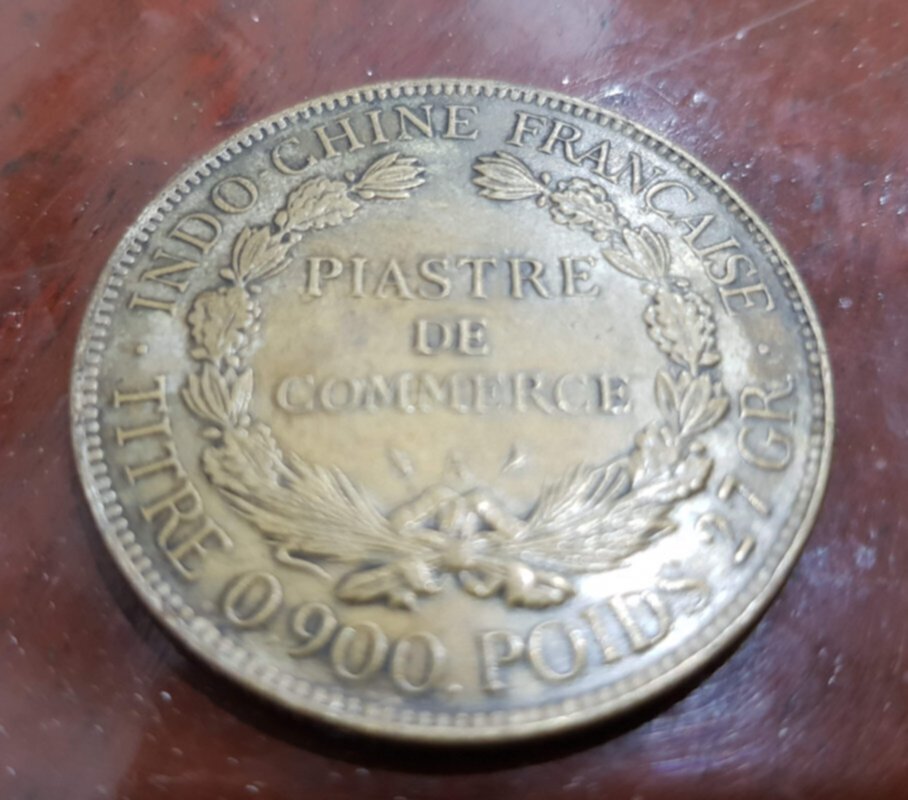 INDO-CHINE FRANÇAISE
PIASTRE
DE
COMMERCE
· TITRE 0,900. POIDS 27 GR ·